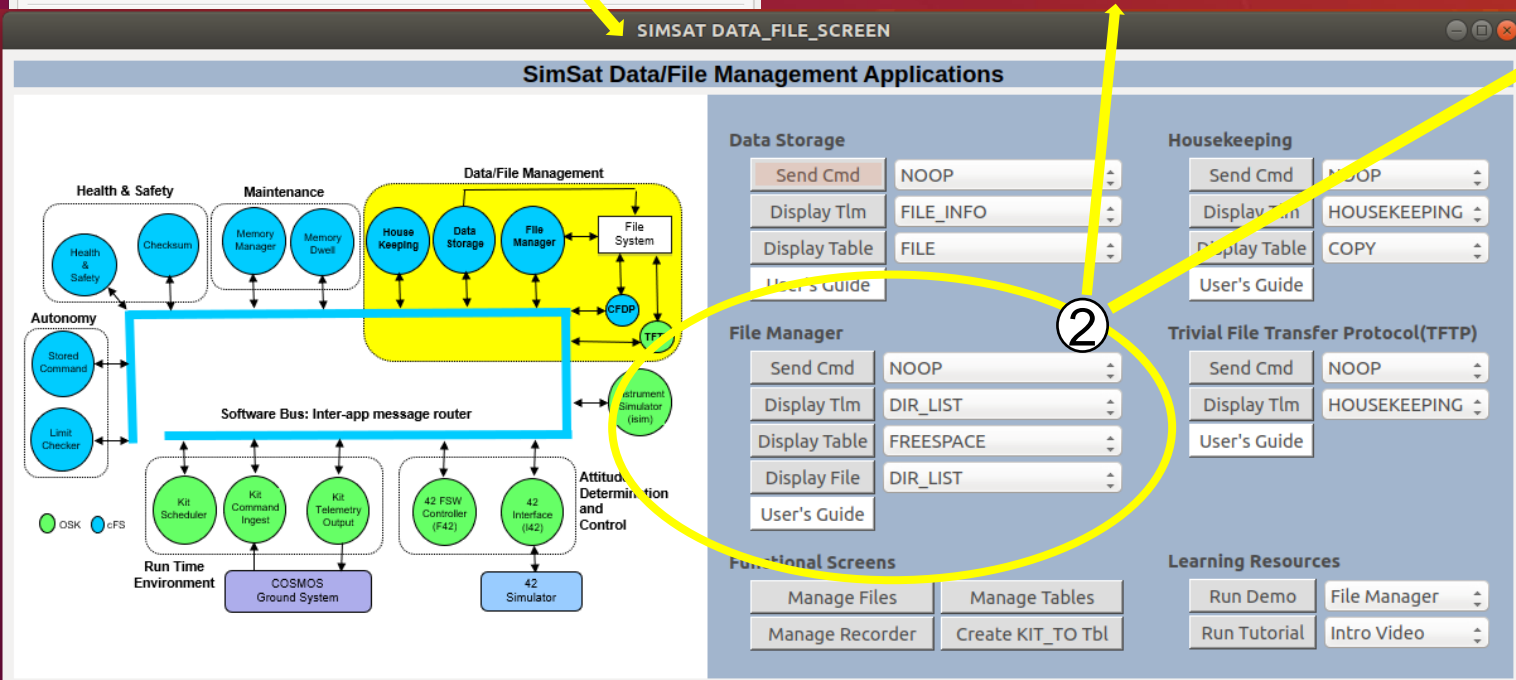 SIMSAT DATA_FILE_SCREEN
SimSat Data/File Management Applications
Health & Safety
Maintenance
Data/File Management
Health
&
Safety
Checksum
Memory
Manager
Memory
Dwell
House
Keeping
Data
Storage
File
Manager
File
System
CFDP
TFT
Autonomy
Stored
Command
Limit
Checker
Software Bus: Inter-app message router
Instrument
Simulator
(isim)
Kit
Scheduler
Kit
Command
Ingest
Kit
Telemetry
Output
42 FSW
Controller
(F42)
42
Interface
(I42)
Attitude
Determination
and
Control
OSK
cFS
Run Time
Environment
COSMOS
Ground System
42
Simulator
Data Storage
Send Cmd NOOP
Display Tlm FILE_INFO
Display Table FILE
User's Guide
File Manager
Send Cmd NOOP
Display Tlm DIR_LIST
Display Table FREESPACE
Display File DIR_LIST
User's Guide
Functional Screens
Manage Files Manage Tables
Manage Recorder Create KIT_TO Tbl
Housekeeping
Send Cmd NOOP
Display Tlm HOUSEKEEPING
Display Table COPY
User's Guide
2
Trivial File Transfer Protocol(TFTP)
Send Cmd NOOP
Display Tlm HOUSEKEEPING
User's Guide
Learning Resources
Run Demo File Manager
Run Tutorial Intro Video